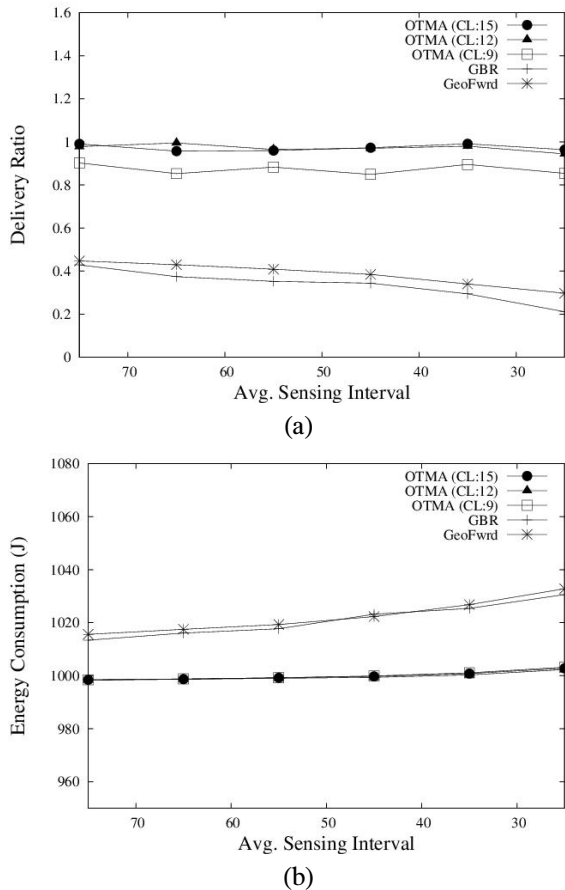 1.6
1.4
1.2
1
0.8
0.6
0.4
0.2
0
Delivery Ratio
OTMA (CL:15)
OTMA (CL:12)
OTMA (CL:9)
GBR
GeoFwrd
70 60 50 40 30
Avg. Sensing Interval
(a)
1080
1060
1040
1020
1000
980
960
Energy Consumption (J)
OTMA (CL:15)
OTMA (CL:12)
OTMA (CL:9)
GBR
GeoFwrd
70 60 50 40 30
Avg. Sensing Interval
(b)